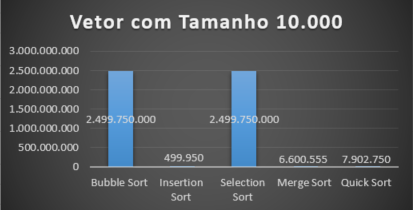 Vetor com Tamanho 10.000
3.000.000.000
2.500.000.000
2.000.000.000
1.500.000.000
1.000.000.000
500.000.000
0
2.499.750.000
499.950
2.499.750.000
6.600.555
7.902.750
Bubble Sort
Insertion
Sort
Selection
Sort
Merge Sort
Quick Sort